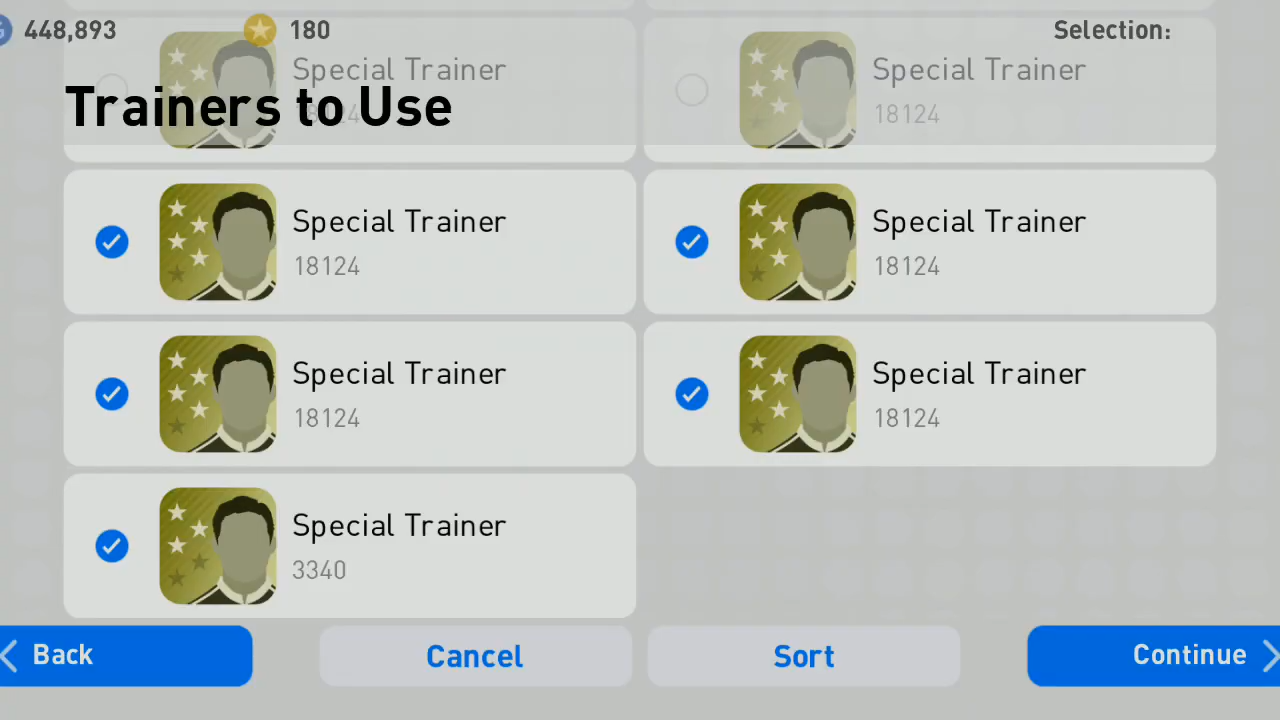 448,893 180 Selection:
Special Trainer Special Trainer
Trainers to Use
18124 18124
Special Trainer Special Trainer
18124 18124
Special Trainer Special Trainer
18124 18124
Special Trainer
3340
Back Cancel Sort Continue